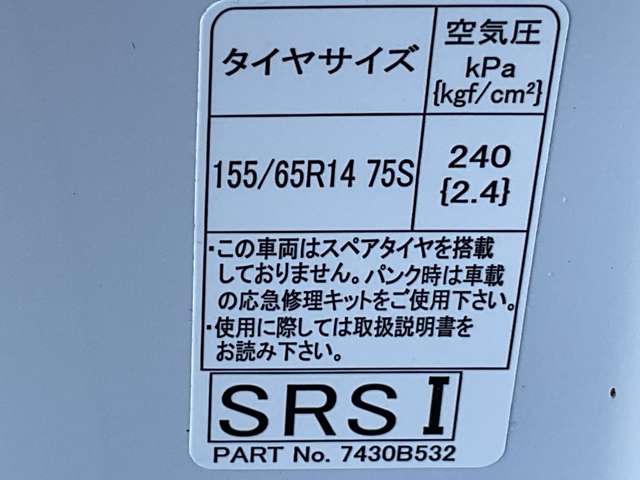 タイヤサイズ
空気圧
kPa
{kgf/cm²}
155/65R14 75S
240
{2.4}
・この車両はスペアタイヤを搭載
しておりません。パンク時は車載
の応急修理キットをご使用下さい。
・使用に際しては取扱説明書を
お読み下さい。
SRS I
PART No. 7430B532